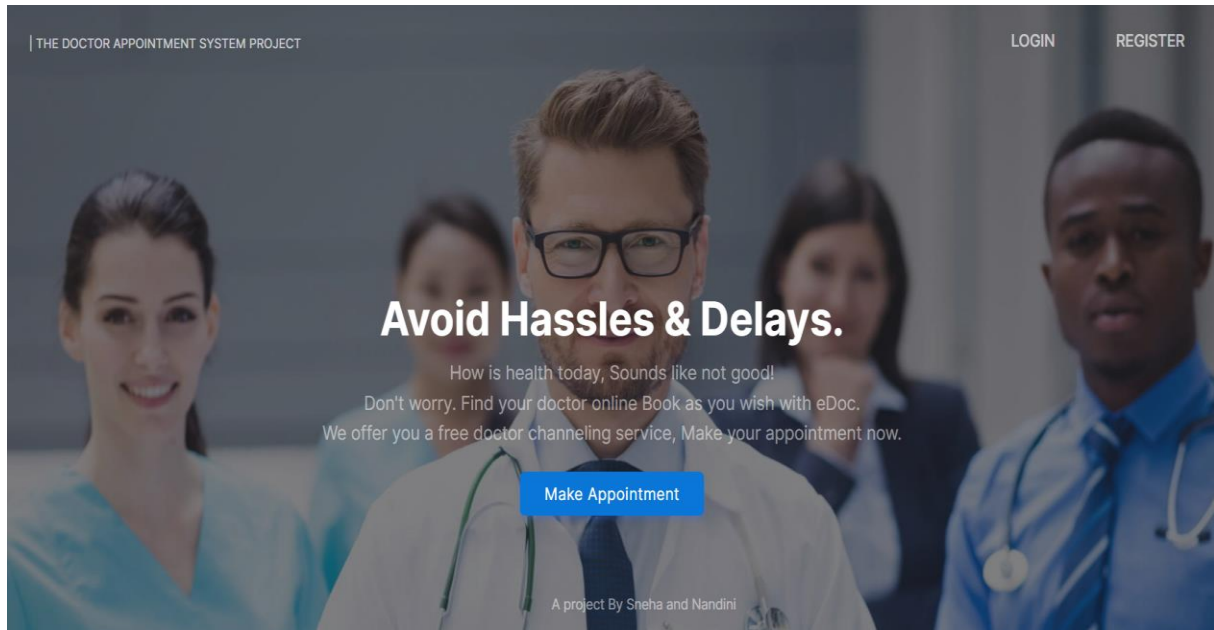 | THE DOCTOR APPOINTMENT SYSTEM PROJECT
LOGIN
REGISTER
Avoid Hassles & Delays.
How is health today, Sounds like not good!
Don't worry. Find your doctor online Book as you wish with eDoc.
We offer you a free doctor channeling service, Make your appointment now.
Make Appointment
A project By Sneha and Nandini